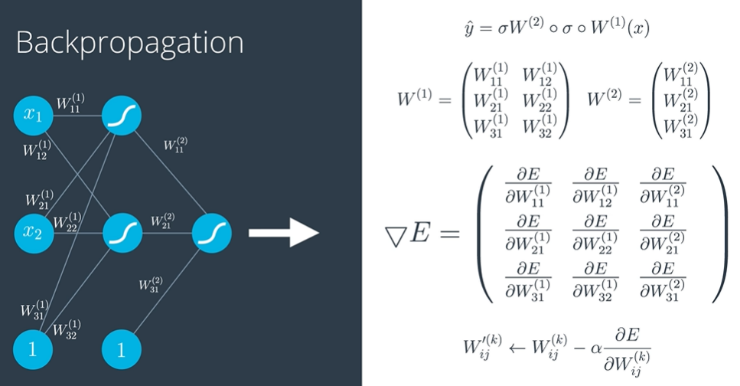 Backpropagation
x₁
W₁₁⁽¹⁾
W₁₂⁽¹⁾
W₁₁⁽²⁾
W₂₁⁽¹⁾
x₂
W₂₂⁽¹⁾
W₂₁⁽²⁾
W₃₁⁽²⁾
W₃₁⁽¹⁾
W₃₂⁽¹⁾
1
1
ŷ = σW⁽²⁾ ∘ σ ∘ W⁽¹⁾(x)
W⁽¹⁾ = ( W₁₁⁽¹⁾ W₁₂⁽¹⁾
W₂₁⁽¹⁾ W₂₂⁽¹⁾
W₃₁⁽¹⁾ W₃₂⁽¹⁾ )
W⁽²⁾ = ( W₁₁⁽²⁾
W₂₁⁽²⁾
W₃₁⁽²⁾ )
▽E = ( ∂E/∂W₁₁⁽¹⁾ ∂E/∂W₁₂⁽¹⁾ ∂E/∂W₁₁⁽²⁾
∂E/∂W₂₁⁽¹⁾ ∂E/∂W₂₂⁽¹⁾ ∂E/∂W₂₁⁽²⁾
∂E/∂W₃₁⁽¹⁾ ∂E/∂W₃₂⁽¹⁾ ∂E/∂W₃₁⁽²⁾ )
W′ᵢⱼ⁽ᵏ⁾ ← Wᵢⱼ⁽ᵏ⁾ − α ∂E/∂Wᵢⱼ⁽ᵏ⁾